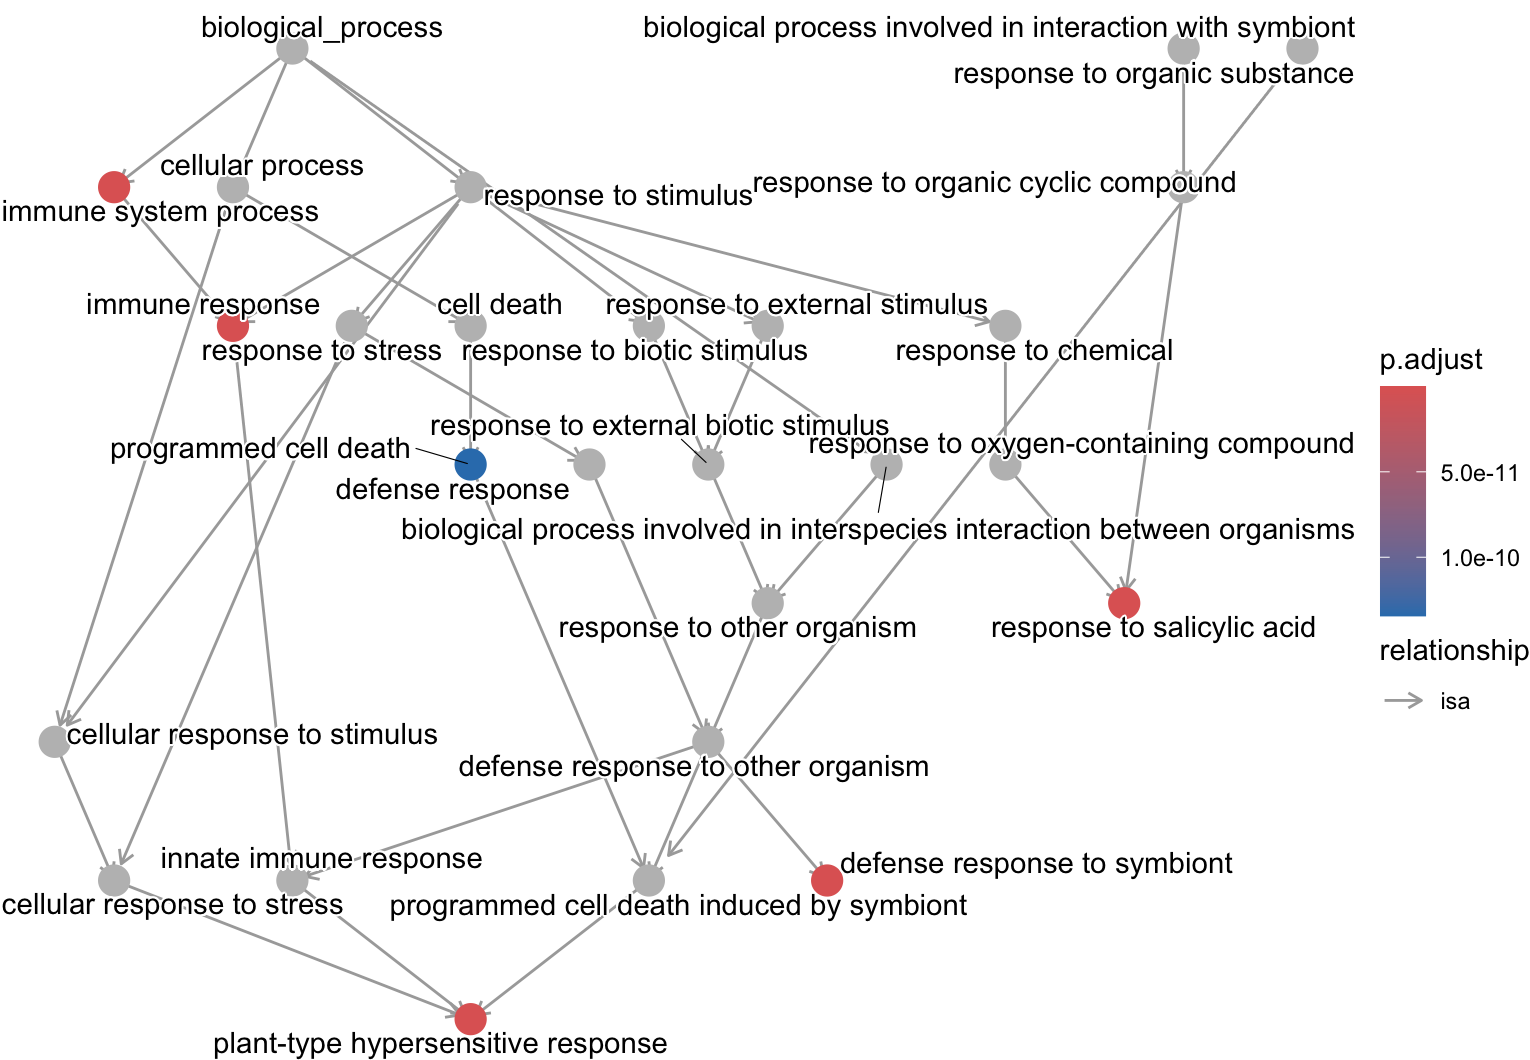 biological_process
biological process involved in interaction with symbiont
response to organic substance
cellular process
response to organic cyclic compound
response to stimulus
immune system process
immune response
cell death
response to external stimulus
response to stress
response to biotic stimulus
response to chemical
p.adjust
response to external biotic stimulus
response to oxygen-containing compound
programmed cell death
5.0e-11
defense response
biological process involved in interspecies interaction between organisms
1.0e-10
response to other organism
response to salicylic acid
relationship
isa
cellular response to stimulus
defense response to other organism
innate immune response
defense response to symbiont
cellular response to stress
programmed cell death induced by symbiont
plant-type hypersensitive response